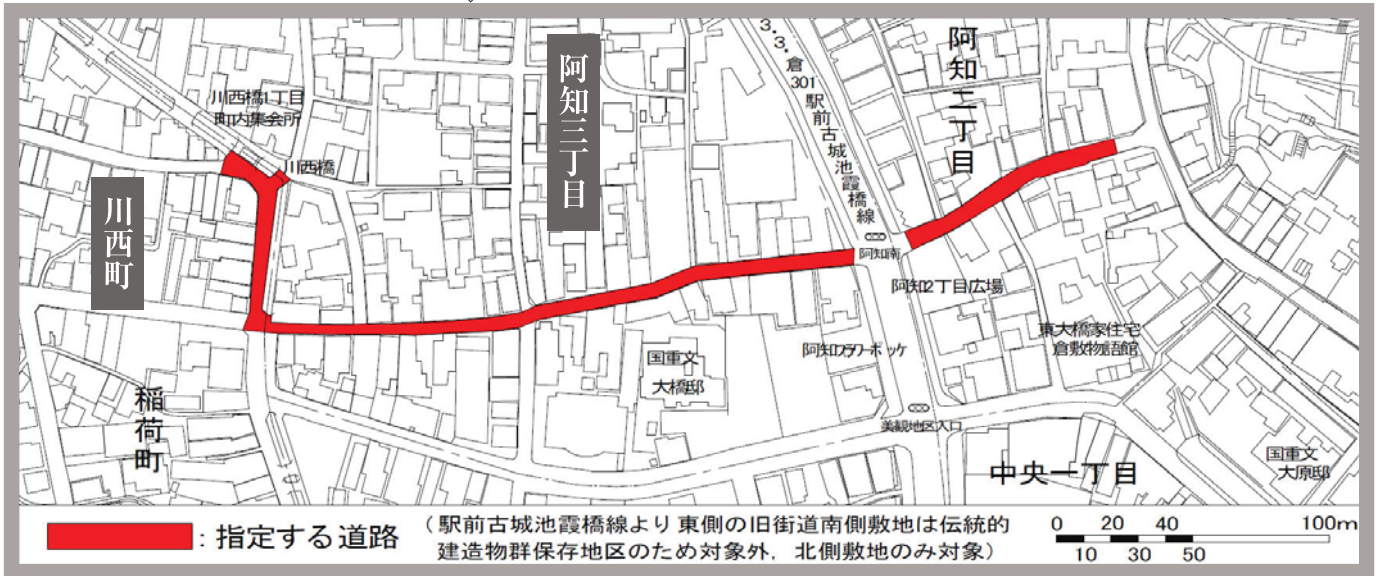 阿知三丁目
3・3・倉301駅前古城池霞橋線
阿知二丁目
川西橋1丁目
町内集会所
川西橋
川西町
阿知南
阿知2丁目広場
東大橋家住宅
倉敷物語館
阿知フラワーポッケ
国重文
大橋邸
稲荷町
美観地区入口
中央一丁目
国重文
大原邸
:指定する道路
(駅前古城池霞橋線より東側の旧街道南側敷地は伝統的
建造物群保存地区のため対象外，北側敷地のみ対象)
0 20 40 100m
10 30 50